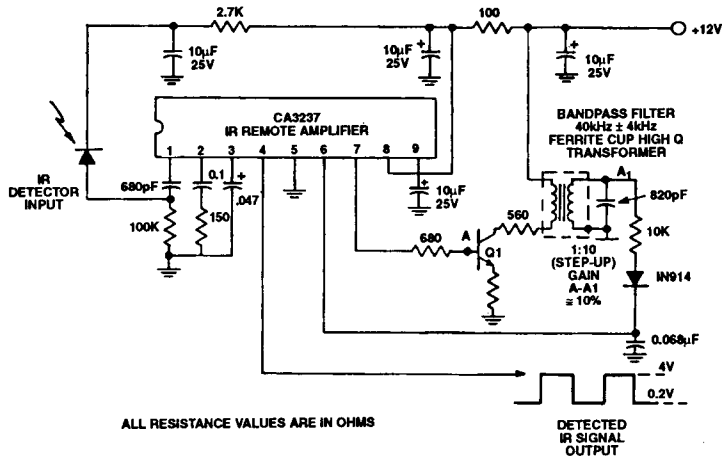 2.7K
100
+12V
10µF
25V
+
10µF
25V
+
10µF
25V
CA3237
IR REMOTE AMPLIFIER
1 2 3 4 5 6 7 8 9
BANDPASS FILTER
40kHz ± 4kHz
FERRITE CUP HIGH Q
TRANSFORMER
IR
DETECTOR
INPUT
680pF
0.1
+
.047
+
10µF
25V
A1
820pF
100K
150
560
680
A
Q1
10K
1:10
(STEP-UP)
GAIN
A-A1
≅ 10%
IN914
0.068µF
4V
0.2V
ALL RESISTANCE VALUES ARE IN OHMS
DETECTED
IR SIGNAL
OUTPUT